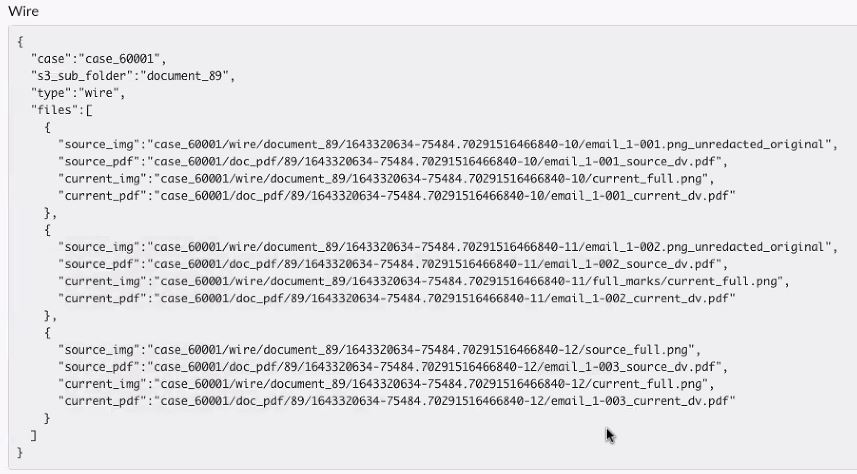 Wire
{
  "case":"case_60001",
  "s3_sub_folder":"document_89",
  "type":"wire",
  "files":[
    {
      "source_img":"case_60001/wire/document_89/1643320634-75484.70291516466840-10/email_1-001.png_unredacted_original",
      "source_pdf":"case_60001/doc_pdf/89/1643320634-75484.70291516466840-10/email_1-001_source_dv.pdf",
      "current_img":"case_60001/wire/document_89/1643320634-75484.70291516466840-10/current_full.png",
      "current_pdf":"case_60001/doc_pdf/89/1643320634-75484.70291516466840-10/email_1-001_current_dv.pdf"
    },
    {
      "source_img":"case_60001/wire/document_89/1643320634-75484.70291516466840-11/email_1-002.png_unredacted_original",
      "source_pdf":"case_60001/doc_pdf/89/1643320634-75484.70291516466840-11/email_1-002_source_dv.pdf",
      "current_img":"case_60001/wire/document_89/1643320634-75484.70291516466840-11/full_marks/current_full.png",
      "current_pdf":"case_60001/doc_pdf/89/1643320634-75484.70291516466840-11/email_1-002_current_dv.pdf"
    },
    {
      "source_img":"case_60001/wire/document_89/1643320634-75484.70291516466840-12/source_full.png",
      "source_pdf":"case_60001/doc_pdf/89/1643320634-75484.70291516466840-12/email_1-003_source_dv.pdf",
      "current_img":"case_60001/wire/document_89/1643320634-75484.70291516466840-12/current_full.png",
      "current_pdf":"case_60001/doc_pdf/89/1643320634-75484.70291516466840-12/email_1-003_current_dv.pdf"
    }
  ]
}